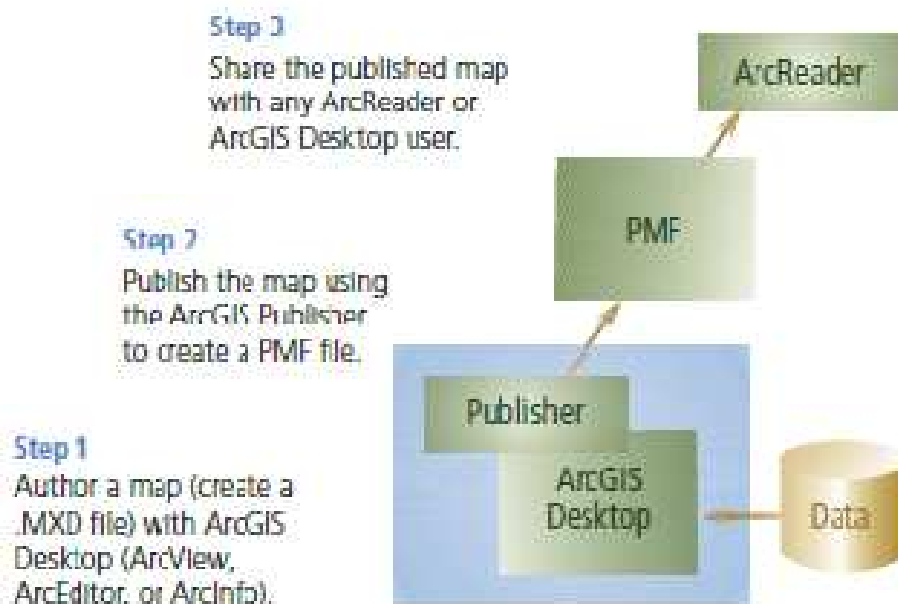 Step 3
Share the published map
with any ArcReader or
ArcGIS Desktop user.
ArcReader
PMF
Step 2
Publish the map using
the ArcGIS Publisher
to create a PMF file.
Publisher
ArcGIS
Desktop
Data
Step 1
Author a map (create a
.MXD file) with ArcGIS
Desktop (ArcView,
ArcEditor, or ArcInfo).